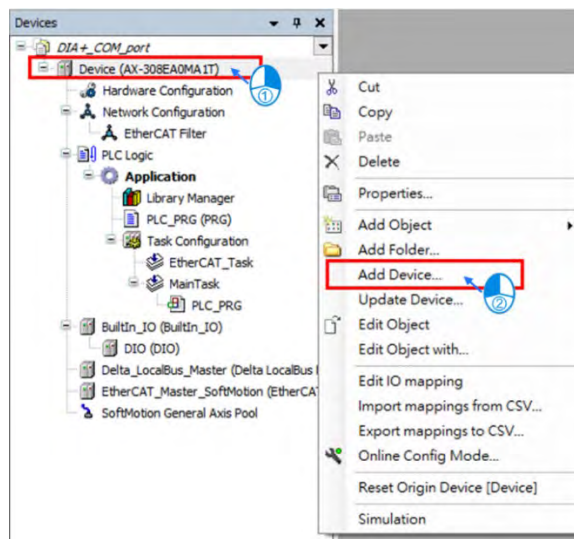 Devices
DIA+_COM_port
Device (AX-308EA0MA1T)
①
Hardware Configuration
Network Configuration
EtherCAT Filter
PLC Logic
Application
Library Manager
PLC_PRG (PRG)
Task Configuration
EtherCAT_Task
MainTask
PLC_PRG
BuiltIn_IO (BuiltIn_IO)
DIO (DIO)
Delta_LocalBus_Master (Delta LocalBus
EtherCAT_Master_SoftMotion (EtherCA
SoftMotion General Axis Pool
Cut
Copy
Paste
Delete
Properties...
Add Object
Add Folder...
Add Device...
②
Update Device...
Edit Object
Edit Object with...
Edit IO mapping
Import mappings from CSV...
Export mappings to CSV...
Online Config Mode...
Reset Origin Device [Device]
Simulation